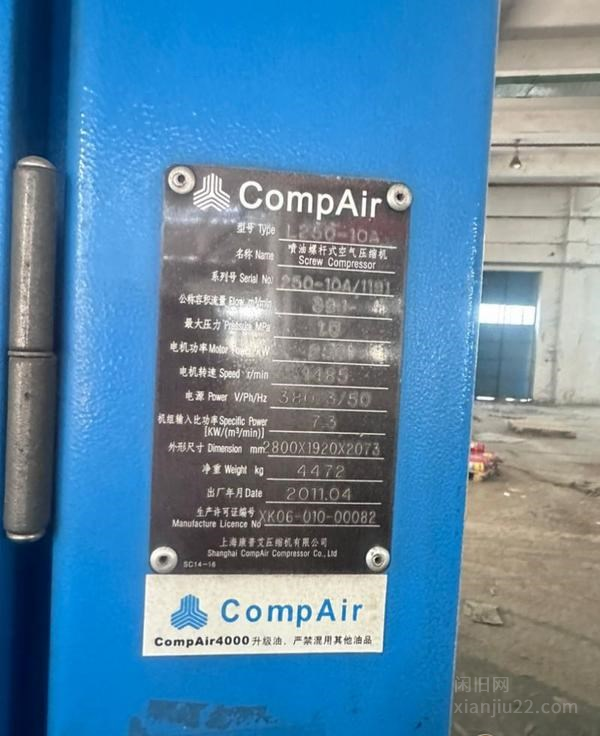 CompAir
型号 Type L250-10A
名称 Name 喷油螺杆式空气压缩机
Screw Compressor
系列号 Serial No: 250-10A/1191
公称容积流量 Flow m³/min
最大压力 Pressure MPa
电机功率 Motor Power KW
电机转速 Speed r/min 1485
电源 Power V/Ph/Hz 380/3/50
机组输入比功率 Specific Power 7.3
[KW/(m³/min)]
外形尺寸 Dimension mm 2800X1920X2073
净重 Weight kg 4472
出厂年月 Date 2011.04
生产许可证编号
Manufacture Licence No XK06-010-00082
上海康普艾压缩机有限公司
Shanghai CompAir Compressor Co., Ltd
SC14-16
CompAir
CompAir4000升级油，严禁混用其他油品
闲旧网
xianjiu22.com